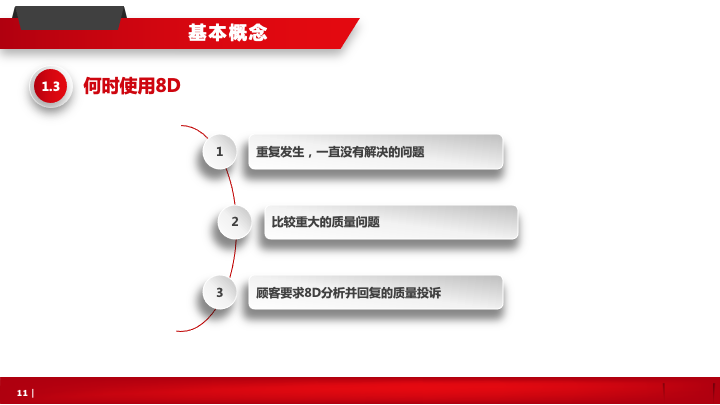 基本概念
1.3 何时使用8D
1 重复发生，一直没有解决的问题
2 比较重大的质量问题
3 顾客要求8D分析并回复的质量投诉
11 |